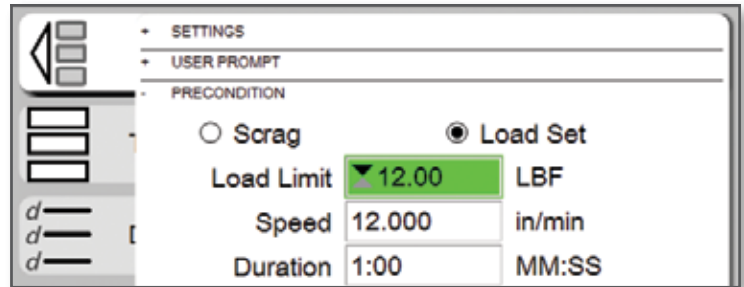 + SETTINGS
+ USER PROMPT
- PRECONDITION
Scrag Load Set
Load Limit 12.00 LBF
Speed 12.000 in/min
d
d
d
Duration 1:00 MM:SS